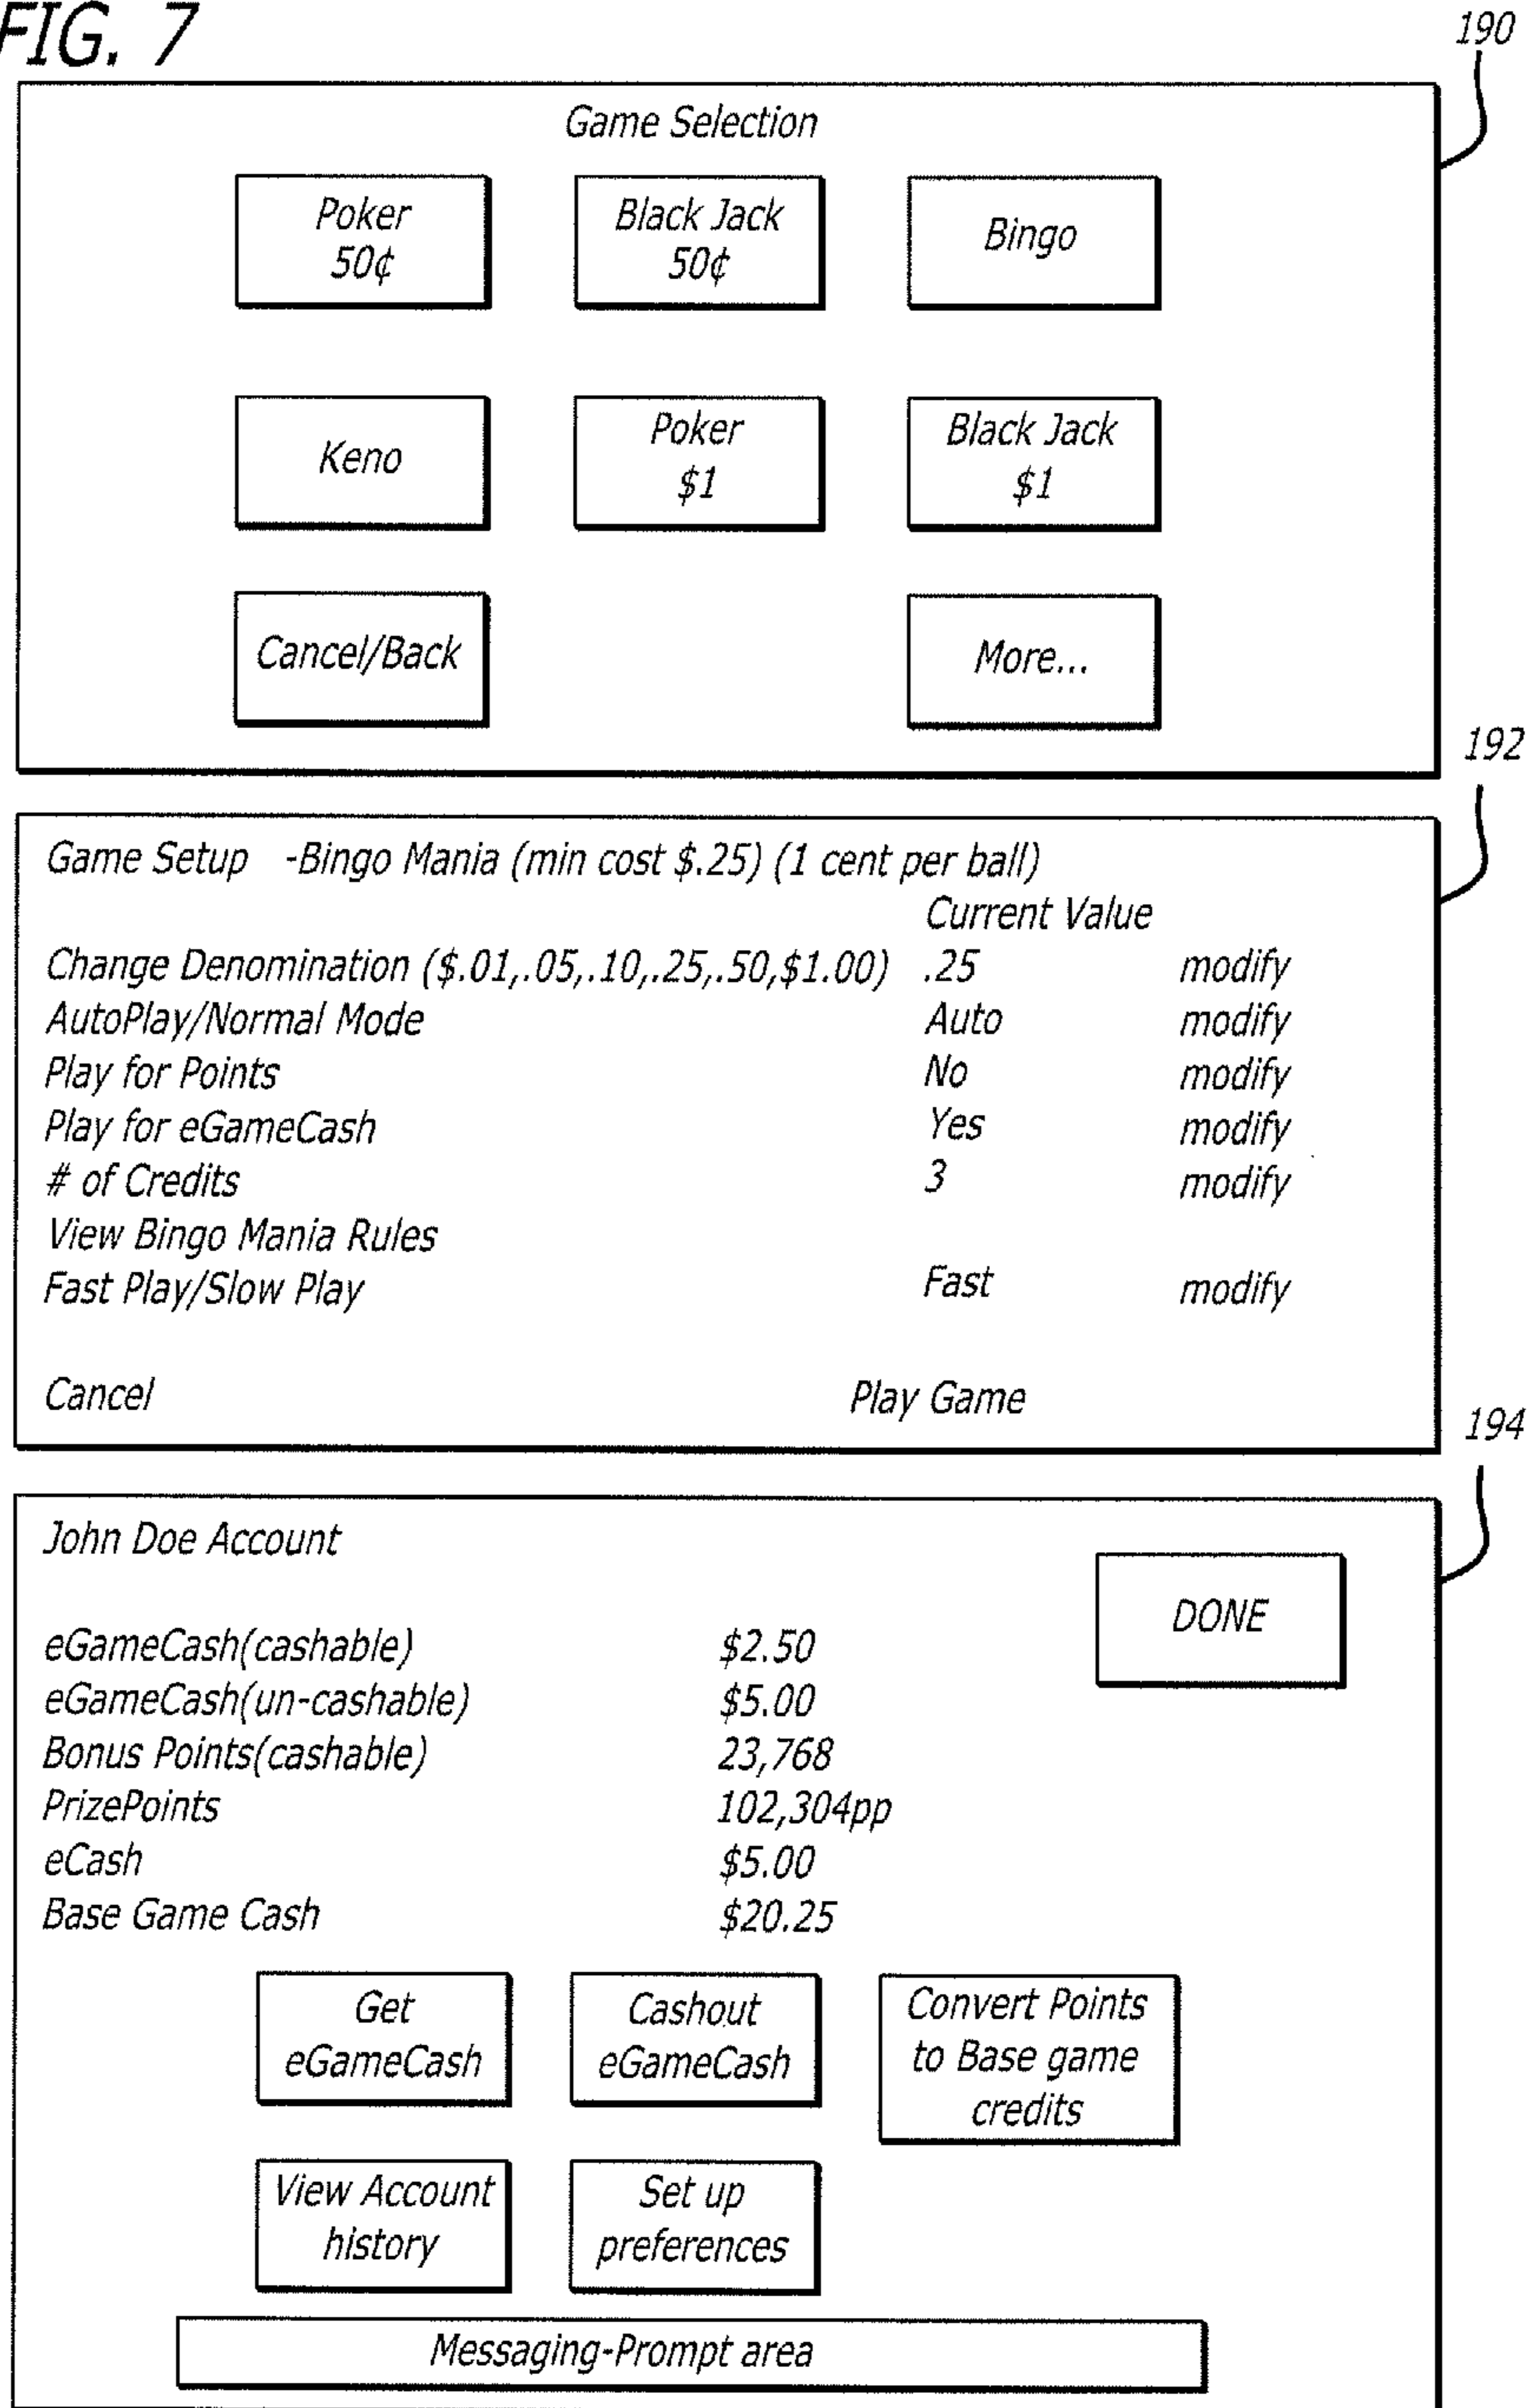 FIG. 7
190
Game Selection
Poker
50¢
Black Jack
50¢
Bingo
Keno
Poker
$1
Black Jack
$1
Cancel/Back
More...
192
Game Setup -Bingo Mania (min cost $.25) (1 cent per ball)
Current Value
Change Denomination ($.01,.05,.10,.25,.50,$1.00) .25 modify
AutoPlay/Normal Mode Auto modify
Play for Points No modify
Play for eGameCash Yes modify
# of Credits 3 modify
View Bingo Mania Rules
Fast Play/Slow Play Fast modify
Cancel Play Game
194
John Doe Account
DONE
eGameCash(cashable) $2.50
eGameCash(un-cashable) $5.00
Bonus Points(cashable) 23,768
PrizePoints 102,304pp
eCash $5.00
Base Game Cash $20.25
Get
eGameCash
Cashout
eGameCash
Convert Points
to Base game
credits
View Account
history
Set up
preferences
Messaging-Prompt area